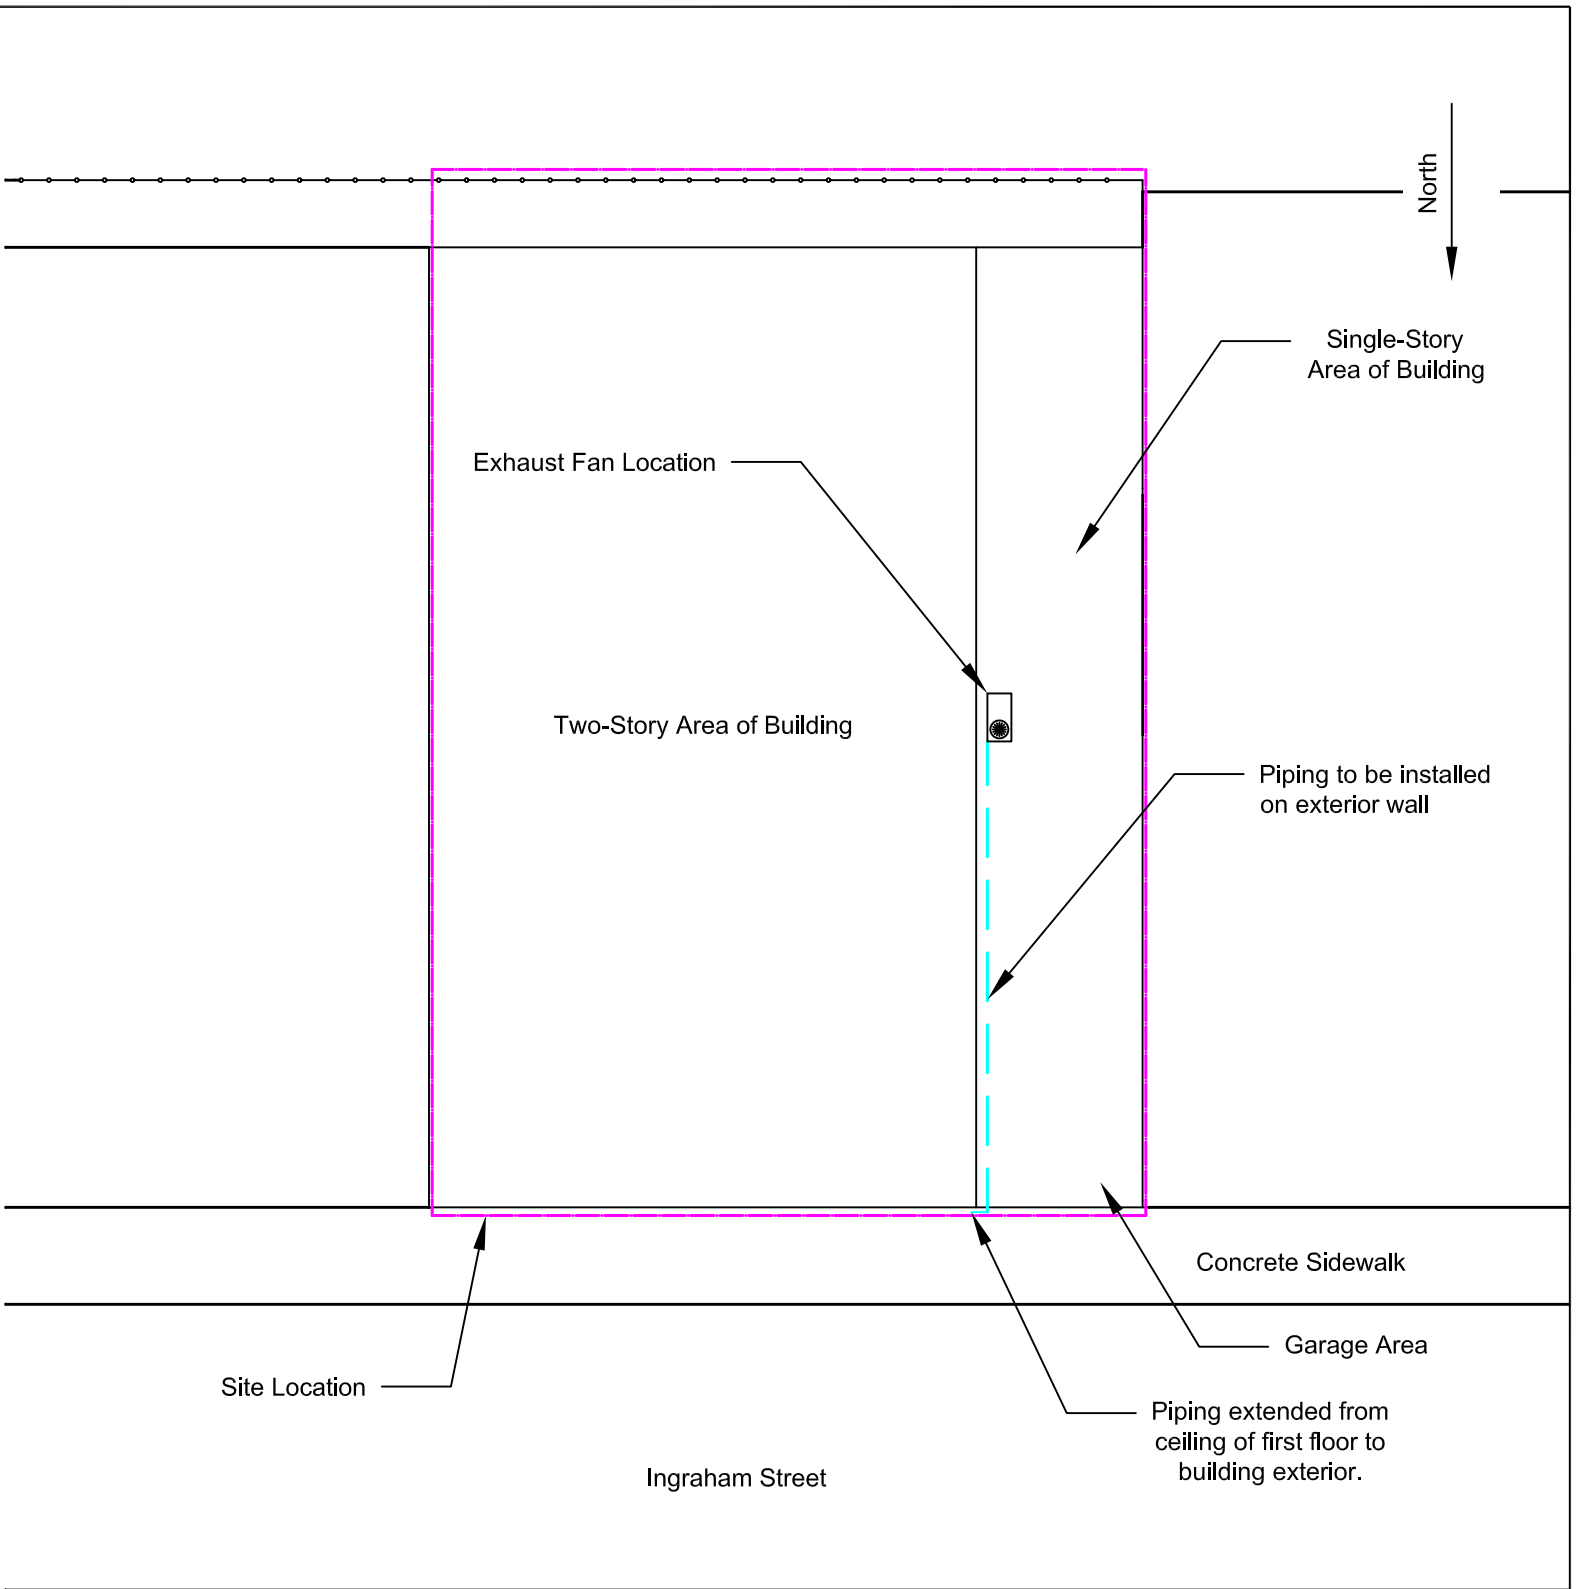 North
Single-Story
Area of Building
Exhaust Fan Location
Two-Story Area of Building
Piping to be installed
on exterior wall
Concrete Sidewalk
Garage Area
Site Location
Piping extended from
ceiling of first floor to
building exterior.
Ingraham Street